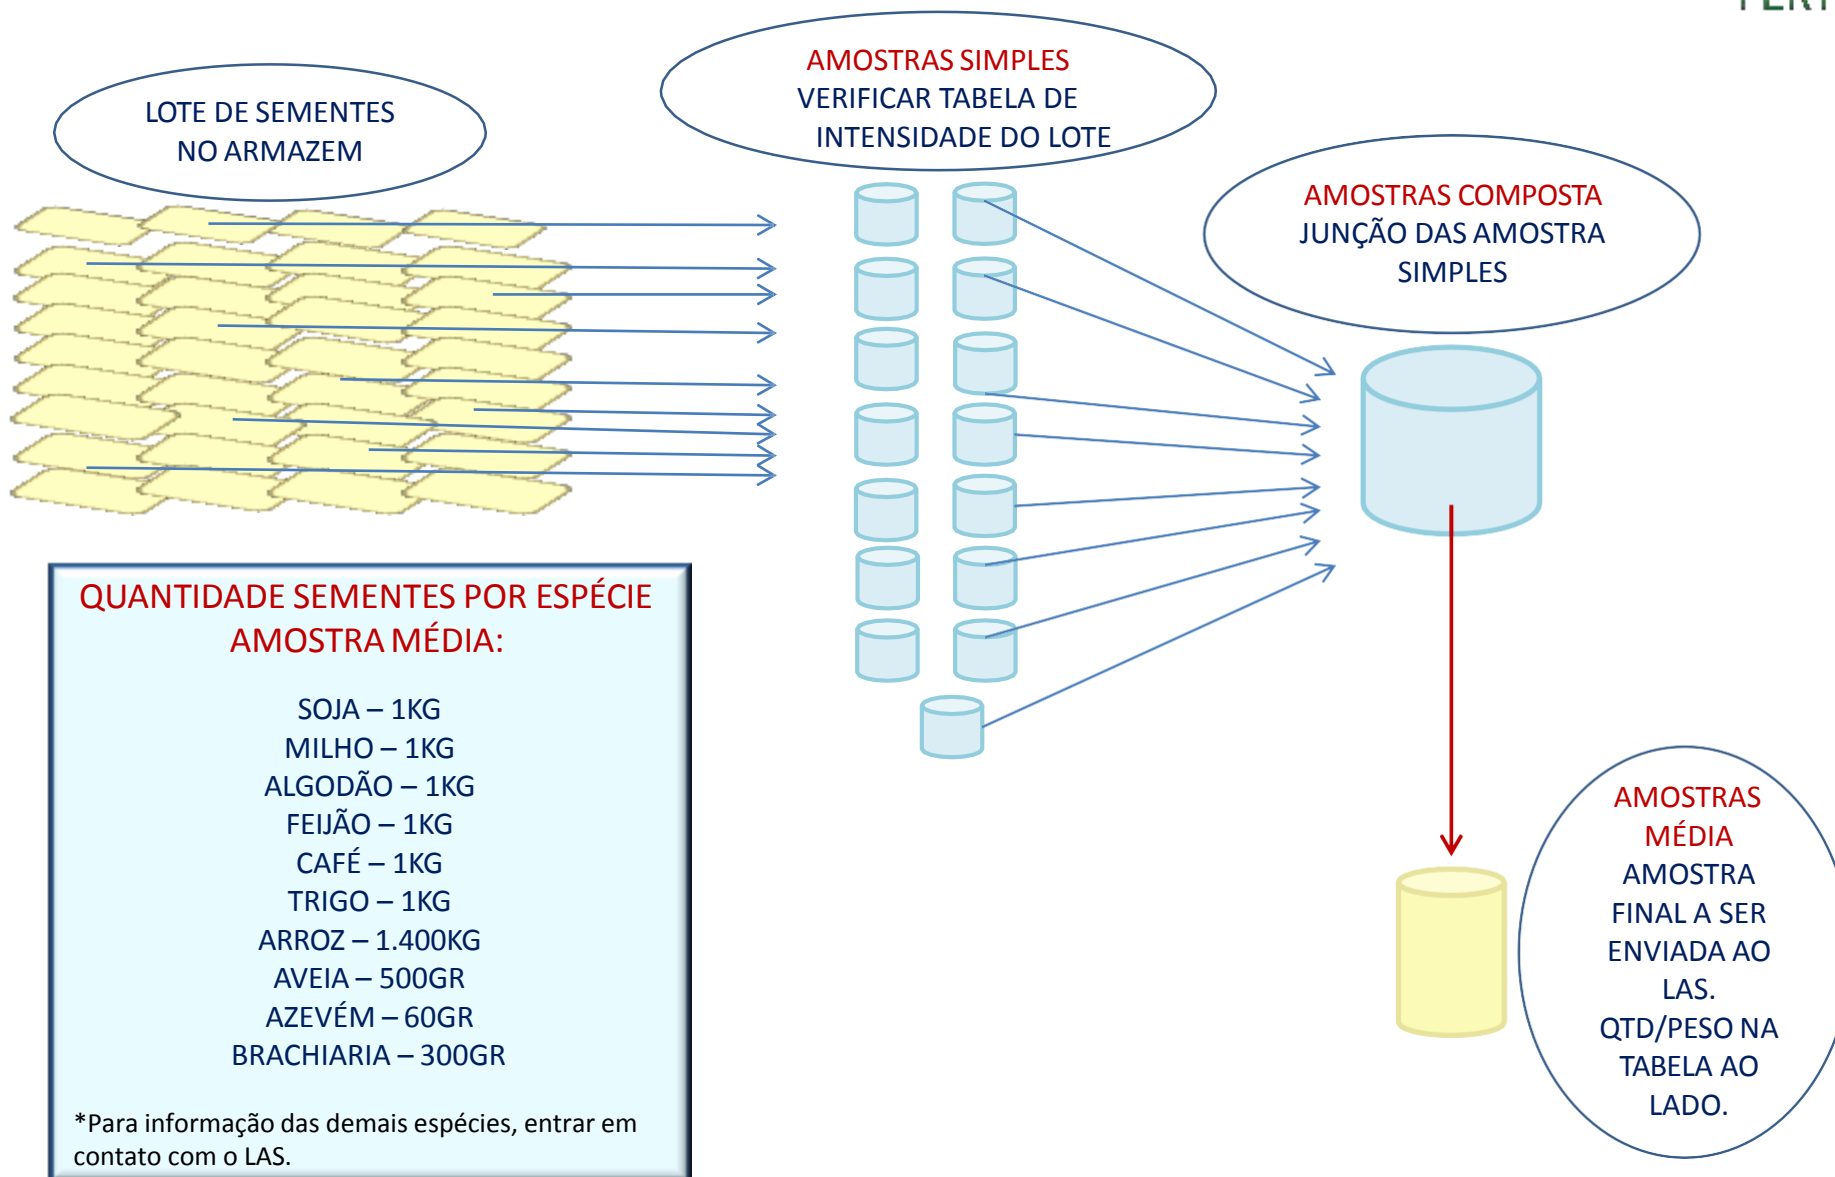 LOTE DE SEMENTES
NO ARMAZEM
AMOSTRAS SIMPLES
VERIFICAR TABELA DE
INTENSIDADE DO LOTE
AMOSTRAS COMPOSTA
JUNÇÃO DAS AMOSTRA
SIMPLES
QUANTIDADE SEMENTES POR ESPÉCIE
AMOSTRA MÉDIA:
SOJA – 1KG
MILHO – 1KG
ALGODÃO – 1KG
FEIJÃO – 1KG
CAFÉ – 1KG
TRIGO – 1KG
ARROZ – 1.400KG
AVEIA – 500GR
AZEVÉM – 60GR
BRACHIARIA – 300GR
*Para informação das demais espécies, entrar em
contato com o LAS.
AMOSTRAS
MÉDIA
AMOSTRA
FINAL A SER
ENVIADA AO
LAS.
QTD/PESO NA
TABELA AO
LADO.